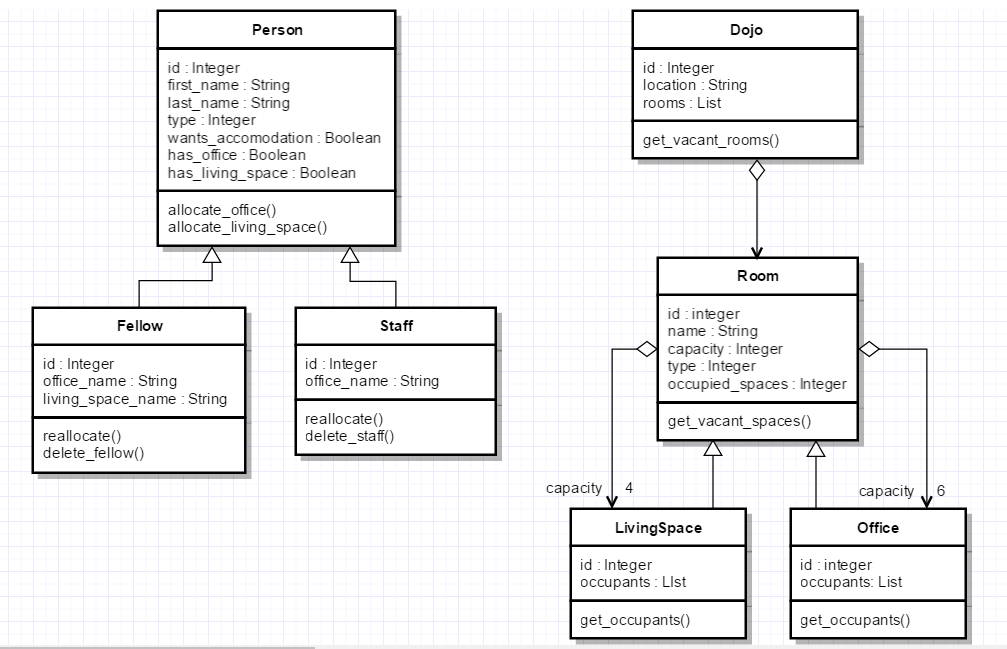 Person
id : Integer
first_name : String
last_name : String
type : Integer
wants_accomodation : Boolean
has_office : Boolean
has_living_space : Boolean
allocate_office()
allocate_living_space()
Dojo
id : Integer
location : String
rooms : List
get_vacant_rooms()
Fellow
id : Integer
office_name : String
living_space_name : String
reallocate()
delete_fellow()
Staff
id : Integer
office_name : String
reallocate()
delete_staff()
Room
id : integer
name : String
capacity : Integer
type : Integer
occupied_spaces : Integer
get_vacant_spaces()
capacity 4
capacity 6
LivingSpace
id : Integer
occupants : LIst
get_occupants()
Office
id : integer
occupants: List
get_occupants()